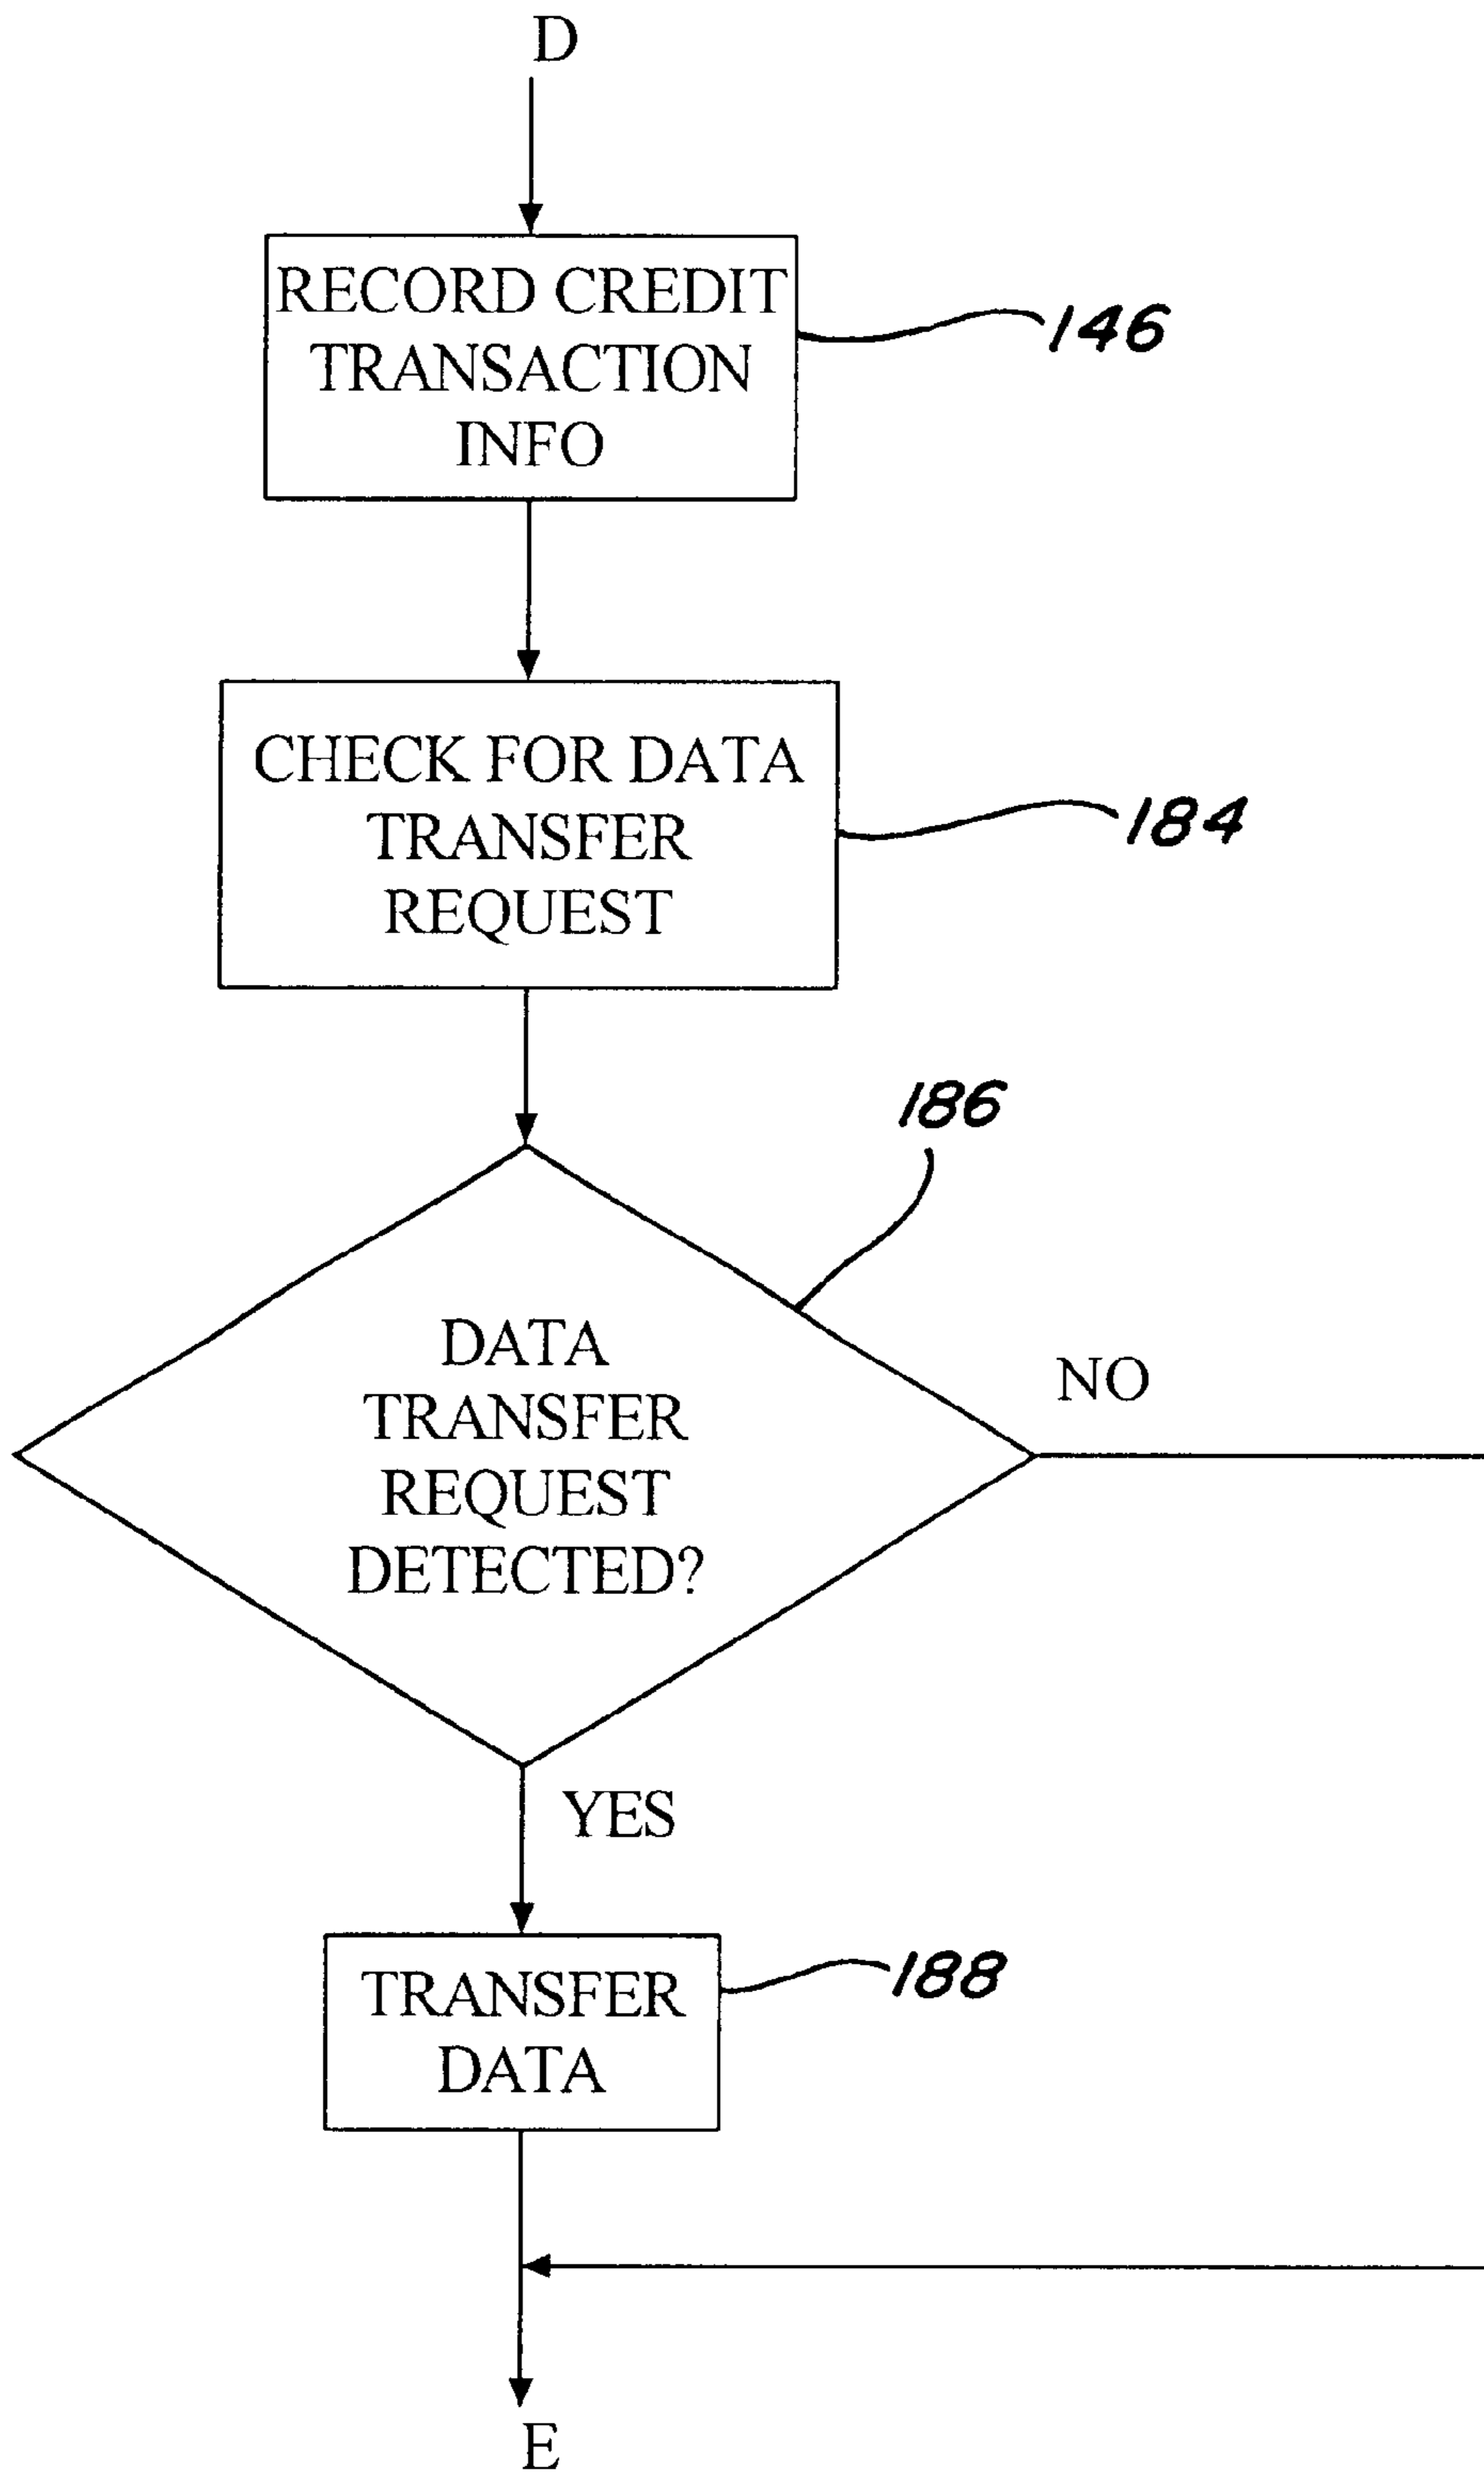 D
RECORD CREDIT
TRANSACTION
INFO
146
CHECK FOR DATA
TRANSFER
REQUEST
184
186
DATA
TRANSFER
REQUEST
DETECTED?
NO
YES
TRANSFER
DATA
188
E